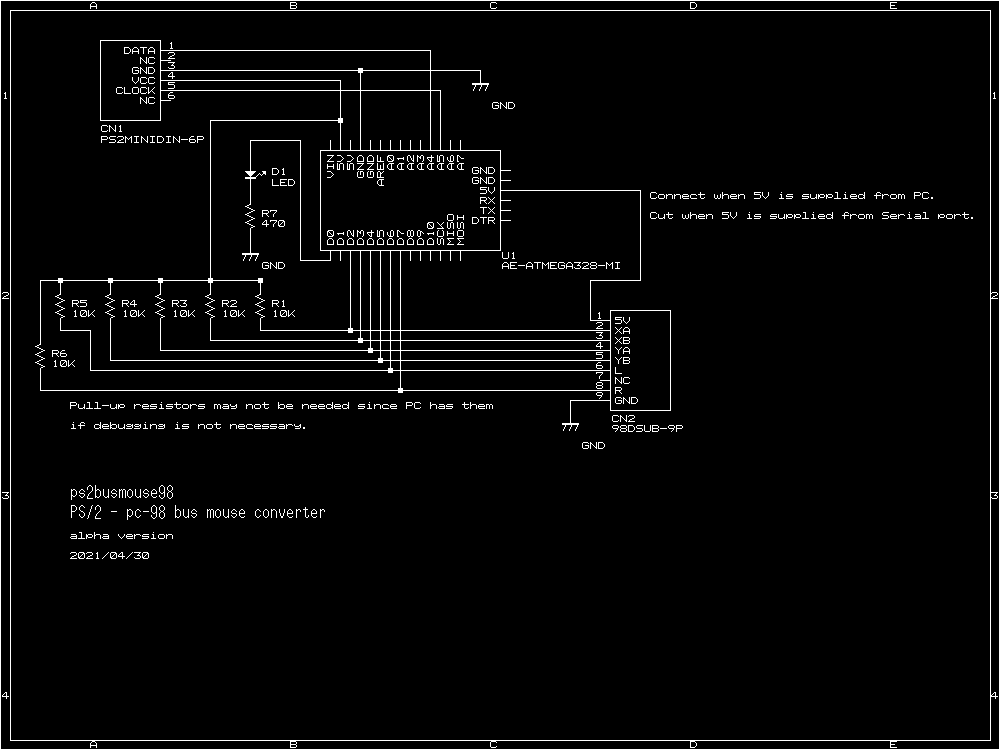 A B C D E
1 1
DATA 1
NC 2
GND 3
VCC 4
CLOCK 5
NC 6
CN1
PS2MINIDIN-6P
GND
VIN 5V 5V GND GND AREF A0 A1 A2 A3 A4 A5 A6 A7
GND
GND
5V
RX
TX
DTR
D0 D1 D2 D3 D4 D5 D6 D7 D8 D9 D10 SCK MISO MOSI
U1
AE-ATMEGA328-MI
D1
LED
R7
470
GND
Connect when 5V is supplied from PC.
Cut when 5V is supplied from Serial port.
2 2
R5 R4 R3 R2 R1
10K 10K 10K 10K 10K
R6
10K
1 5V
2 XA
3 XB
4 YA
5 YB
6 L
7 NC
8 R
9 GND
CN2
98DSUB-9P
GND
Pull-up resistors may not be needed since PC has them
if debugging is not necessary.
3 3
ps2busmouse98
PS/2 - pc-98 bus mouse converter
alpha version
2021/04/30
4 4
A B C D E